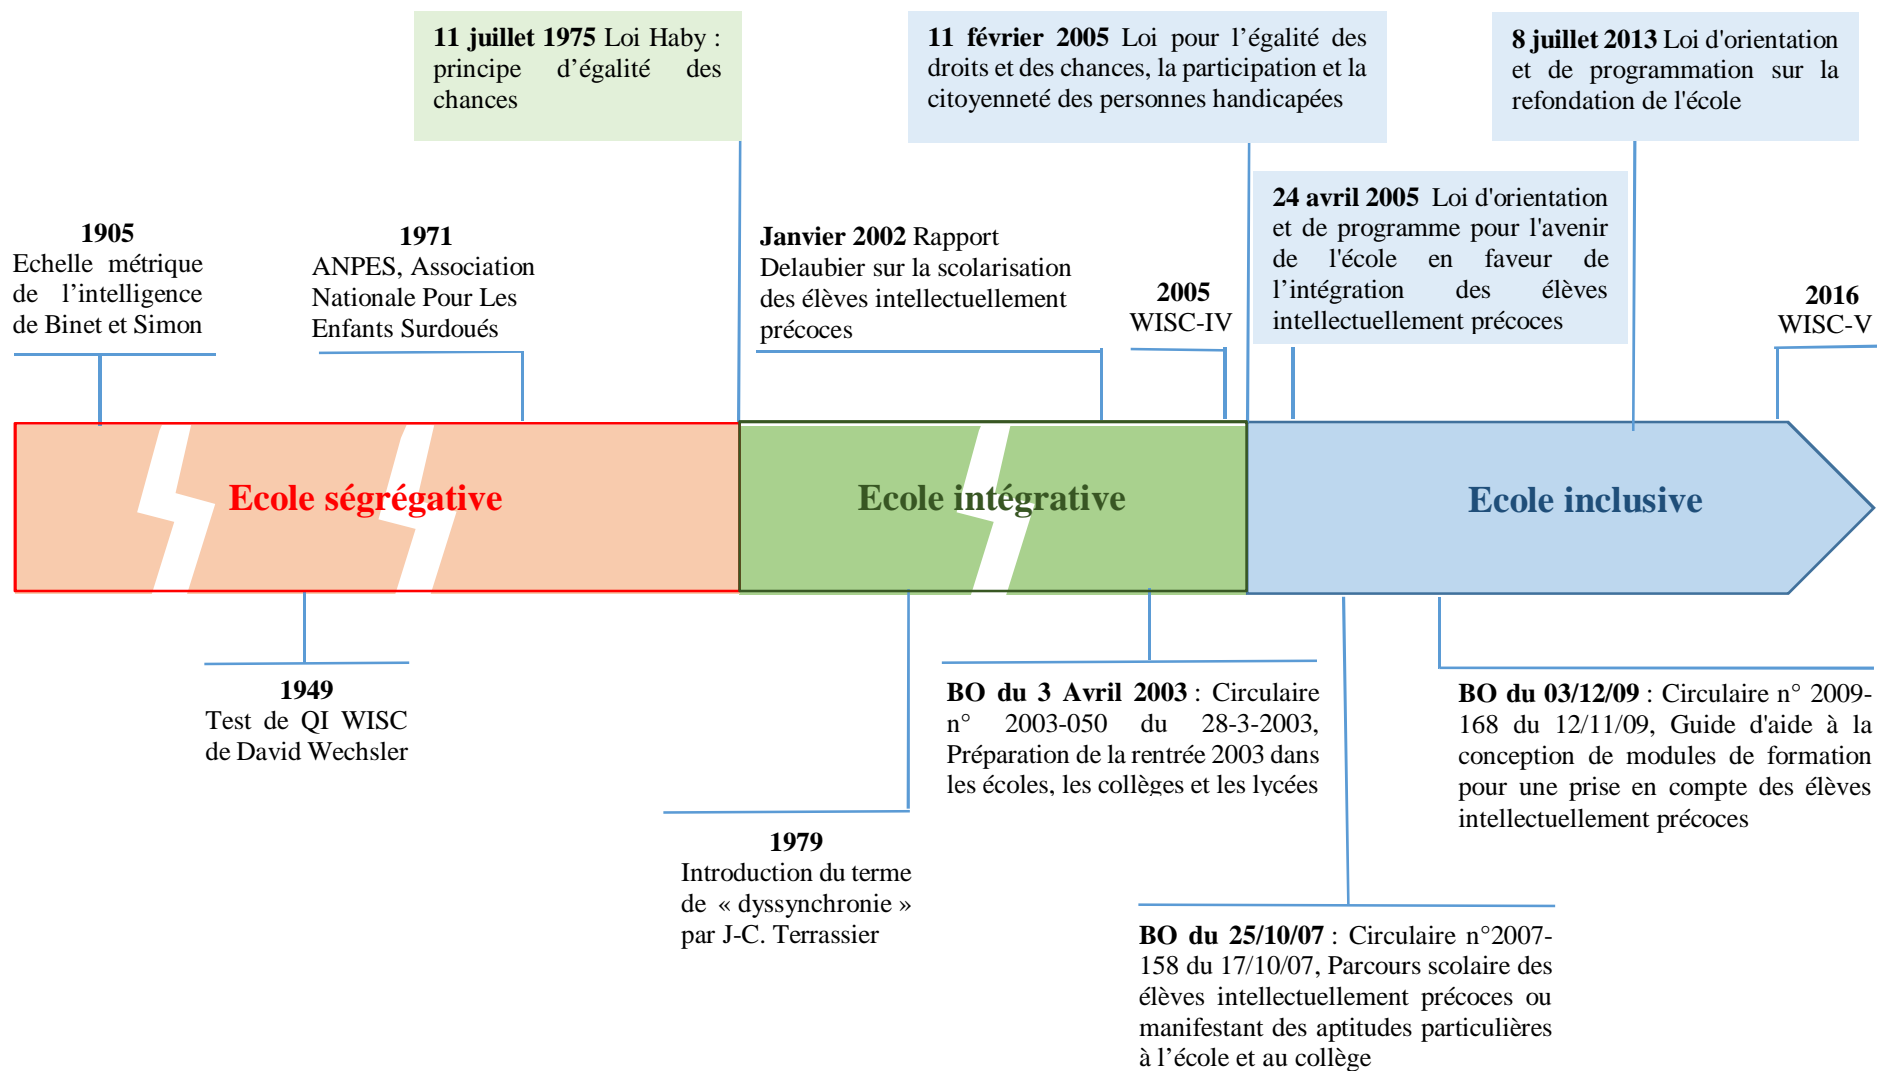 11 juillet 1975 Loi Haby :
principe d’égalité des
chances
11 février 2005 Loi pour l’égalité des
droits et des chances, la participation et la
citoyenneté des personnes handicapées
8 juillet 2013 Loi d'orientation
et de programmation sur la
refondation de l'école
1905
Echelle métrique
de l’intelligence
de Binet et Simon
1971
ANPES, Association
Nationale Pour Les
Enfants Surdoués
Janvier 2002 Rapport
Delaubier sur la scolarisation
des élèves intellectuellement
précoces
2005
WISC-IV
24 avril 2005 Loi d'orientation
et de programme pour l'avenir
de l'école en faveur de
l’intégration des élèves
intellectuellement précoces
2016
WISC-V
Ecole ségrégative
Ecole intégrative
Ecole inclusive
1949
Test de QI WISC
de David Wechsler
1979
Introduction du terme
de « dyssynchronie »
par J-C. Terrassier
BO du 3 Avril 2003 : Circulaire
n° 2003-050 du 28-3-2003,
Préparation de la rentrée 2003 dans
les écoles, les collèges et les lycées
BO du 25/10/07 : Circulaire n°2007-
158 du 17/10/07, Parcours scolaire des
élèves intellectuellement précoces ou
manifestant des aptitudes particulières
à l’école et au collège
BO du 03/12/09 : Circulaire n° 2009-
168 du 12/11/09, Guide d'aide à la
conception de modules de formation
pour une prise en compte des élèves
intellectuellement précoces